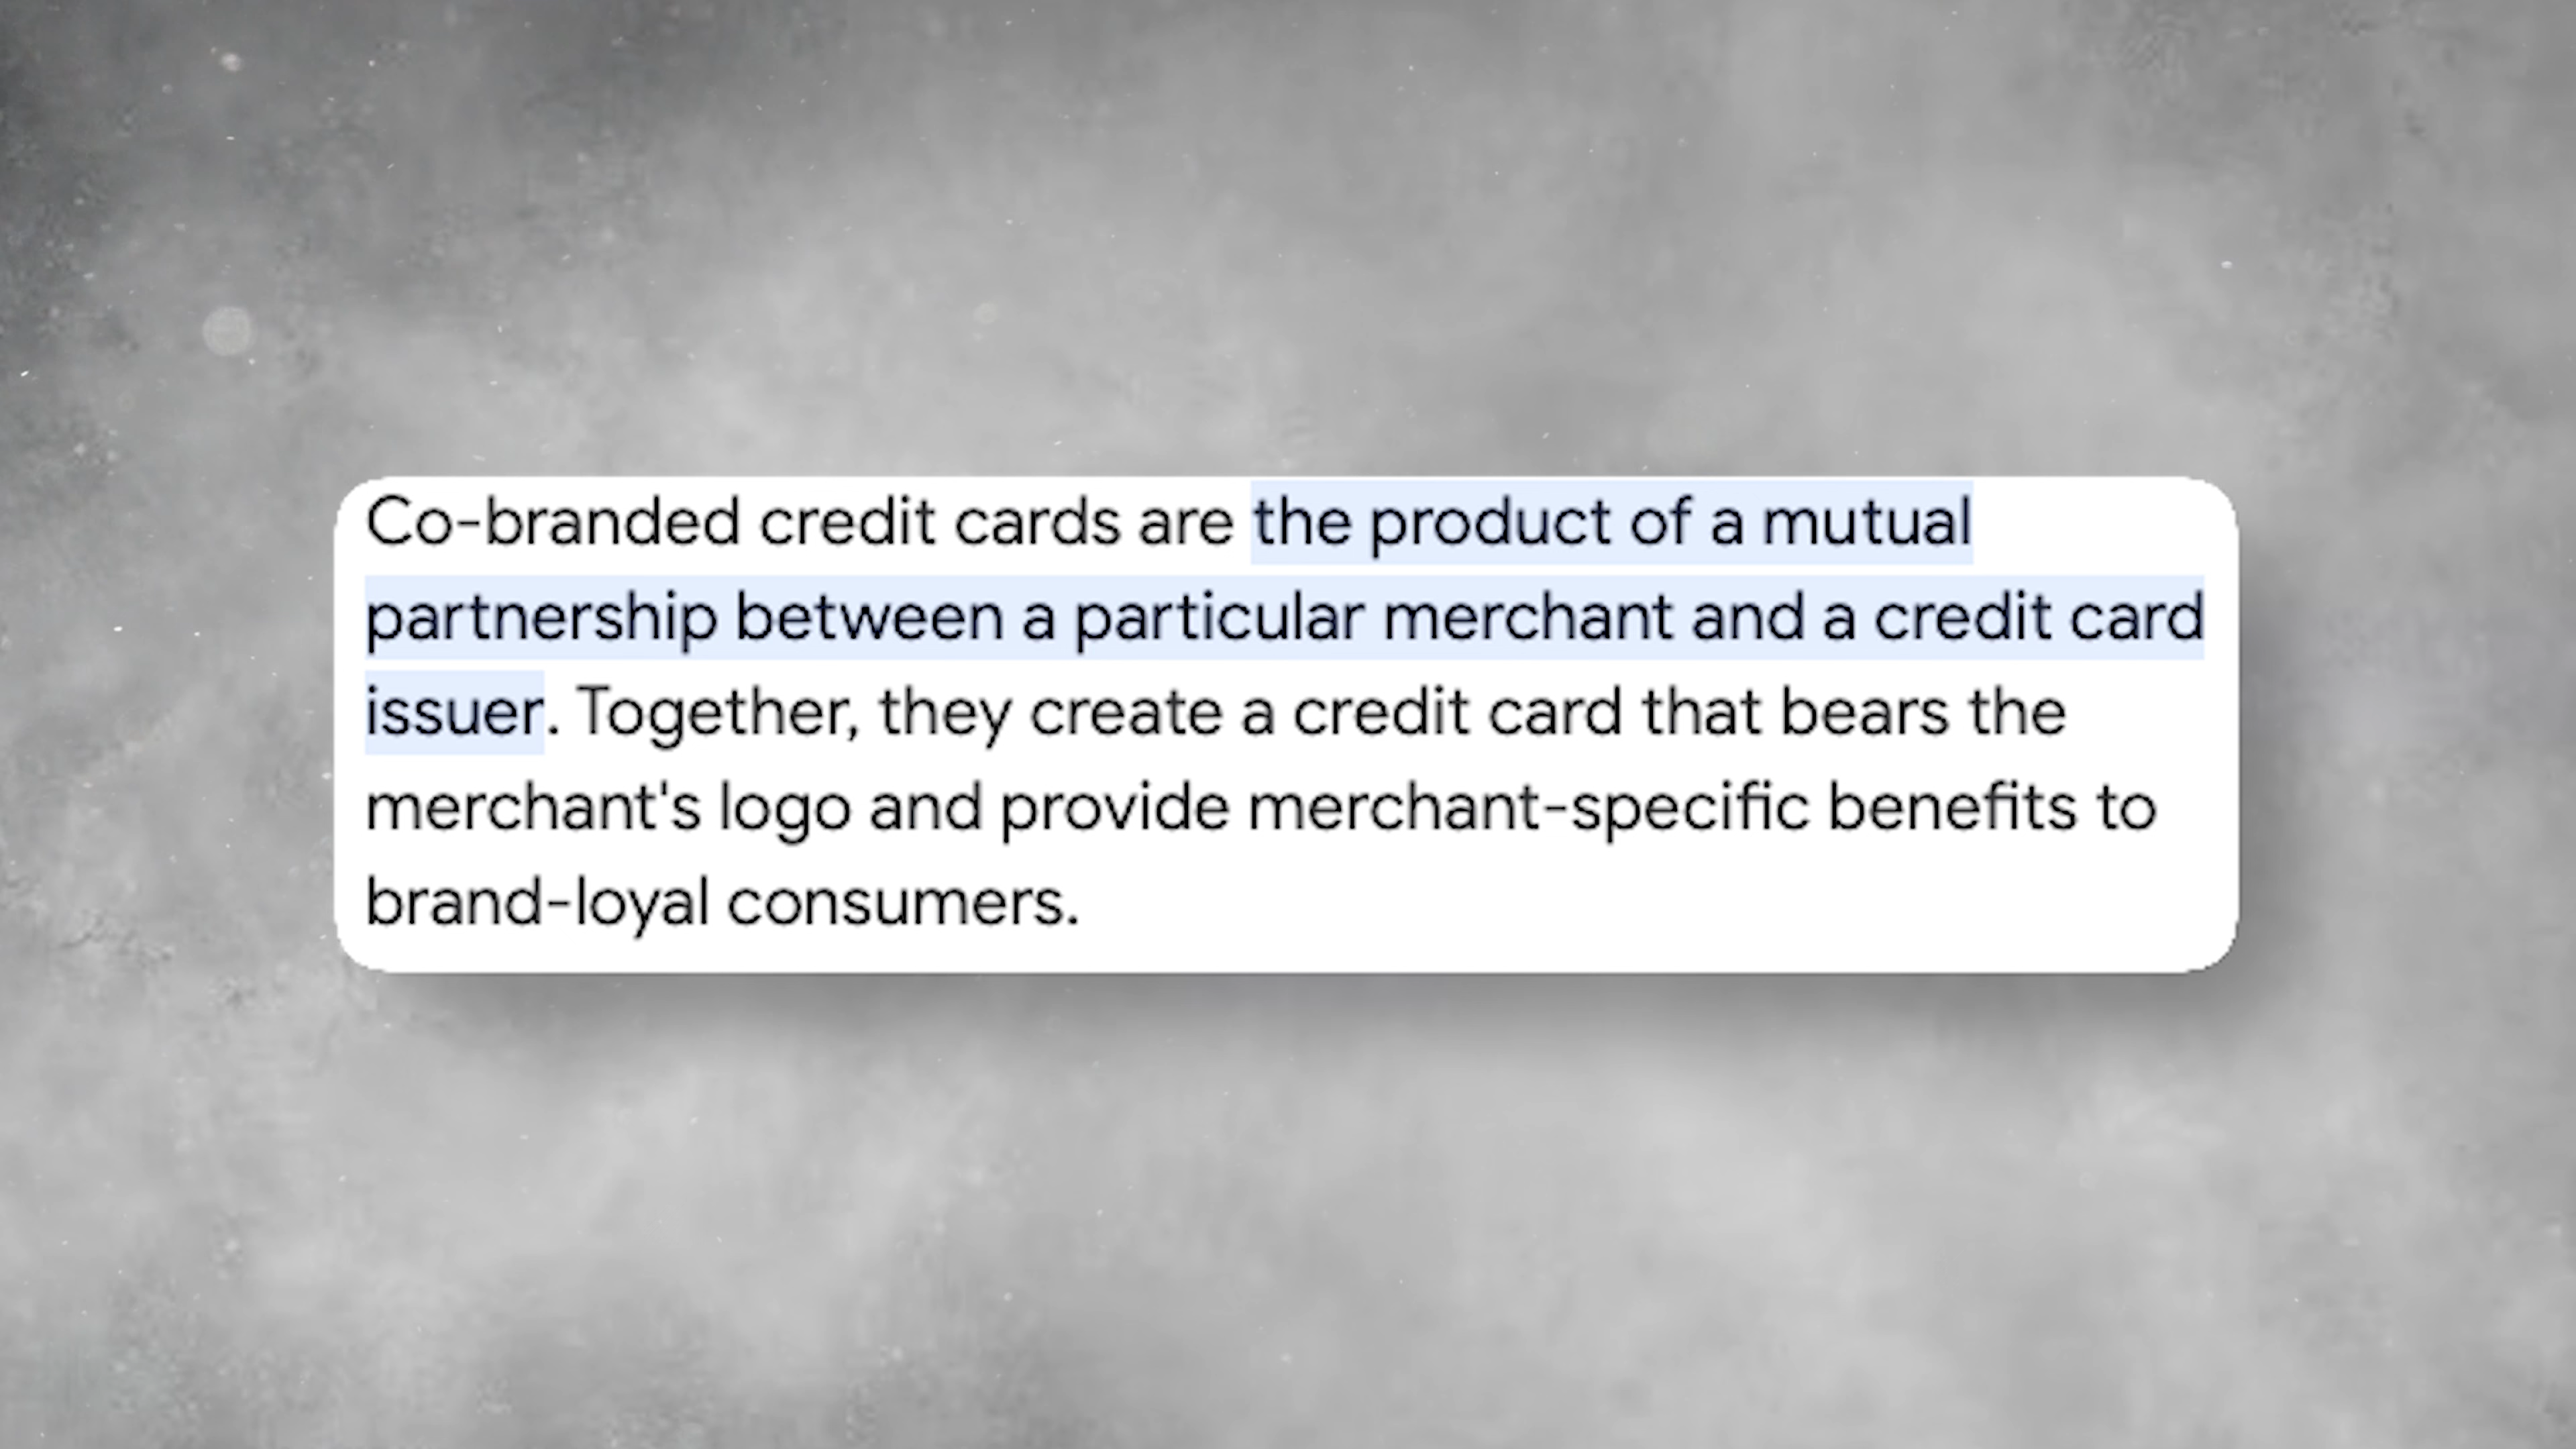 Co-branded credit cards are the product of a mutual
partnership between a particular merchant and a credit card
issuer. Together, they create a credit card that bears the
merchant's logo and provide merchant-specific benefits to
brand-loyal consumers.